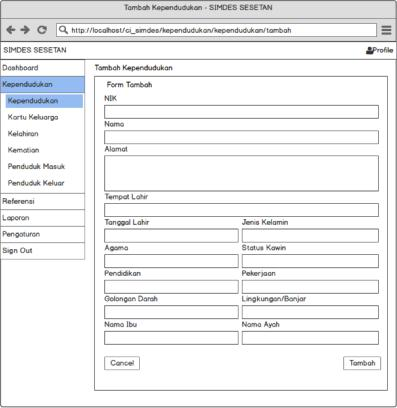 Tambah Kependudukan - SIMDES SESETAN
http://localhost/ci_simdes/kependudukan/kependudukan/tambah
SIMDES SESETAN
Profile
Dashboard
Kependudukan
Kependudukan
Kartu Keluarga
Kelahiran
Kematian
Penduduk Masuk
Penduduk Keluar
Referensi
Laporan
Pengaturan
Sign Out
Tambah Kependudukan
Form Tambah
NIK
Nama
Alamat
Tempat Lahir
Tanggal Lahir Jenis Kelamin
Agama Status Kawin
Pendidikan Pekerjaan
Golongan Darah Lingkungan/Banjar
Nama Ibu Nama Ayah
Cancel Tambah